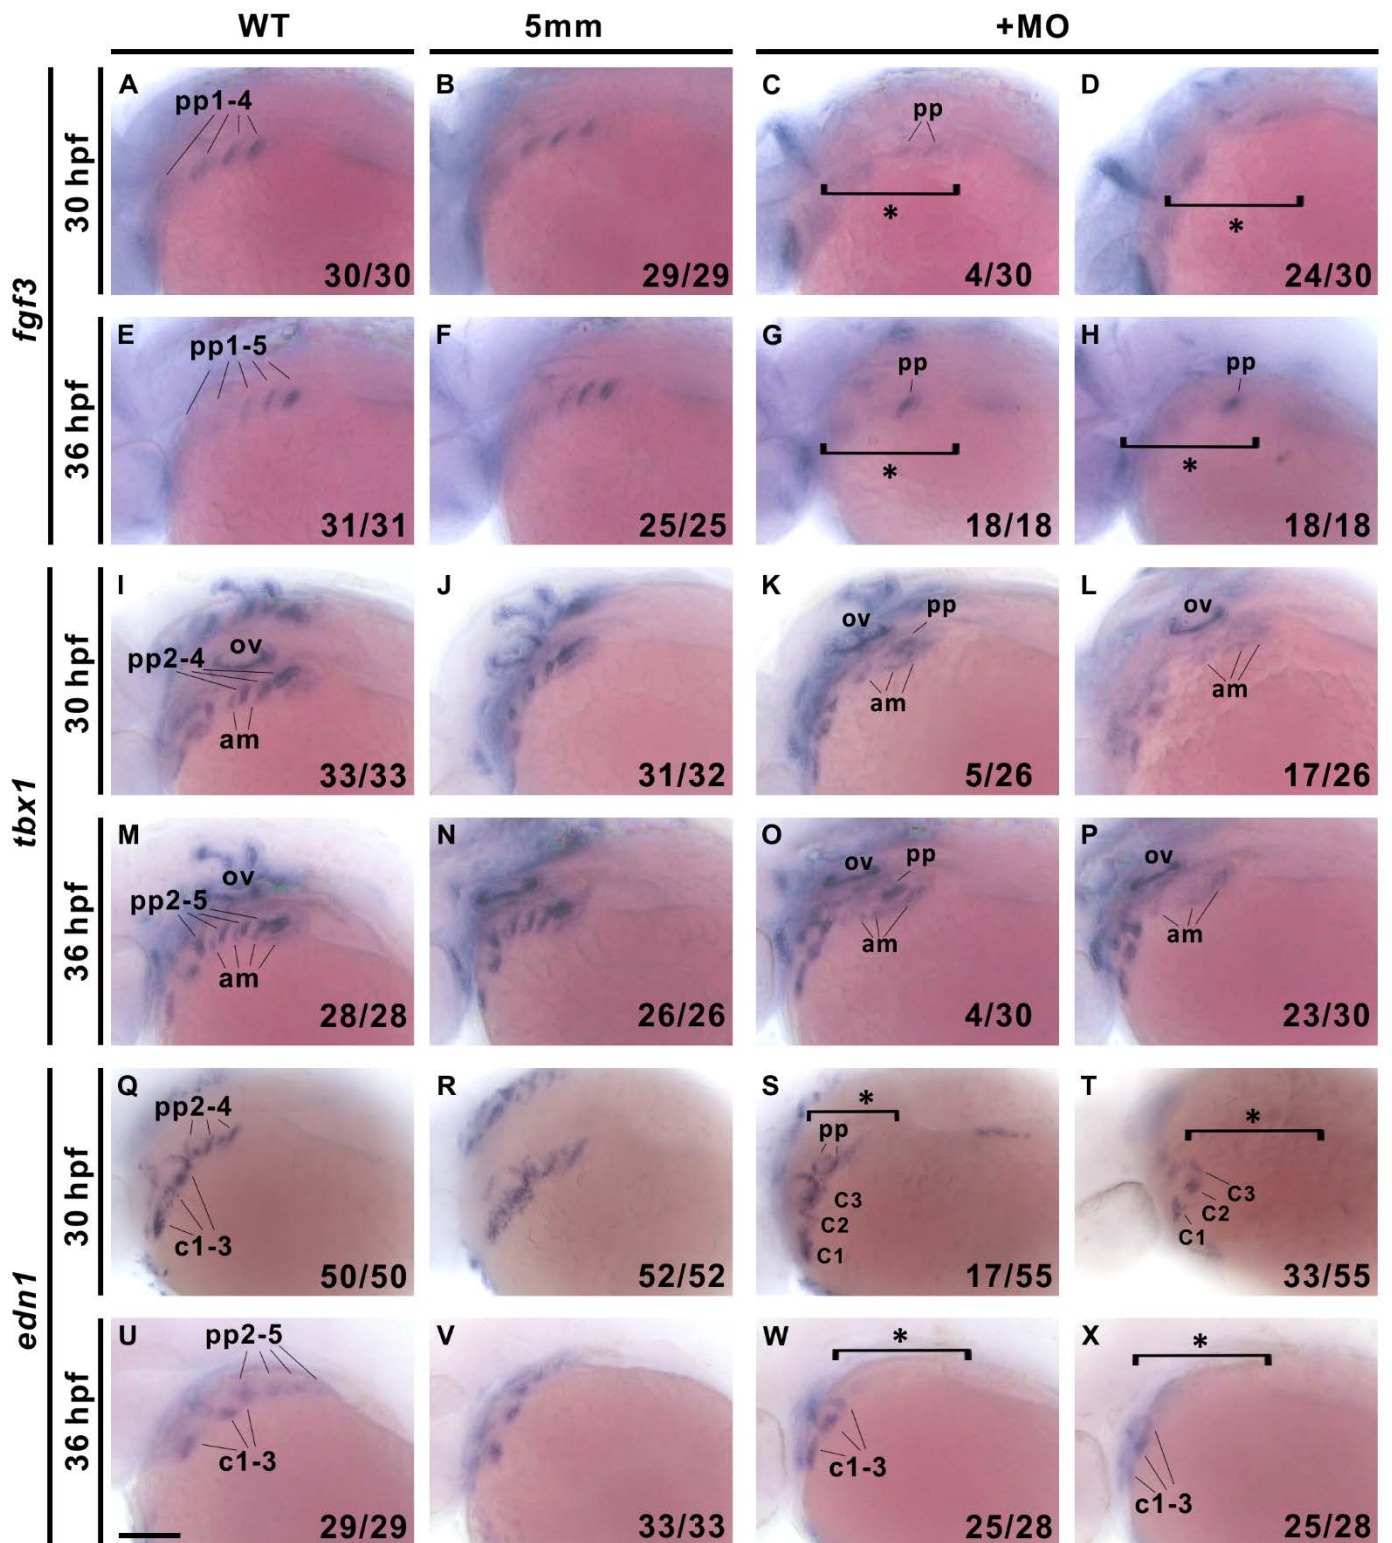 WT 5mm +MO
fgf3
30 hpf
A
pp1-4
30/30
B
29/29
C
pp
*
4/30
D
*
24/30
36 hpf
E
pp1-5
31/31
F
25/25
G
pp
*
18/18
H
pp
*
18/18
tbx1
30 hpf
I
ov
pp2-4
am
33/33
J
31/32
K
ov
pp
am
5/26
L
ov
am
17/26
36 hpf
M
ov
pp2-5
am
28/28
N
26/26
O
ov
pp
am
4/30
P
ov
am
23/30
edn1
30 hpf
Q
pp2-4
c1-3
50/50
R
52/52
S
*
pp
C3
C2
C1
17/55
T
*
C3
C2
C1
33/55
36 hpf
U
pp2-5
c1-3
29/29
V
33/33
W
*
c1-3
25/28
X
*
c1-3
25/28